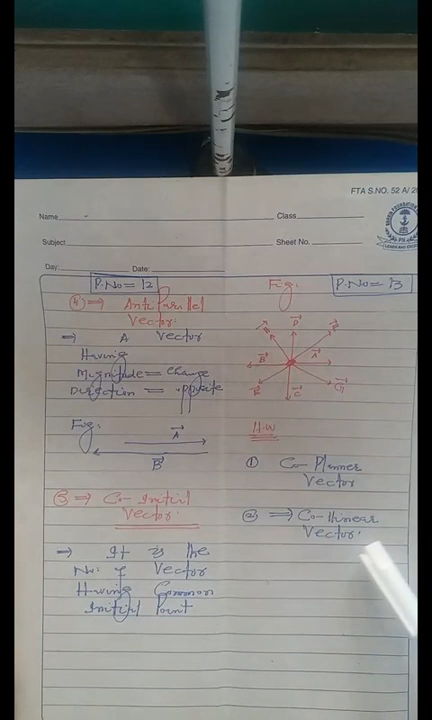 FTA S.NO. 52 A/
Name Class
Subject Sheet No.
Day: Date:
P.No = 12
④ ⇒ Anti Parallel
Vector.
→ A Vector
Having
Magnitude = change
Direction = opposite
Fig.
A
B
⑤ ⇒ Co-Initial
Vector.
→ It is the
No. of Vector
Having Common
Initial Point
P.No = 13
Fig.
D
B
A
C
G
H.W
① Co-Planner
Vector
② ⇒ Co-llinear
Vector.